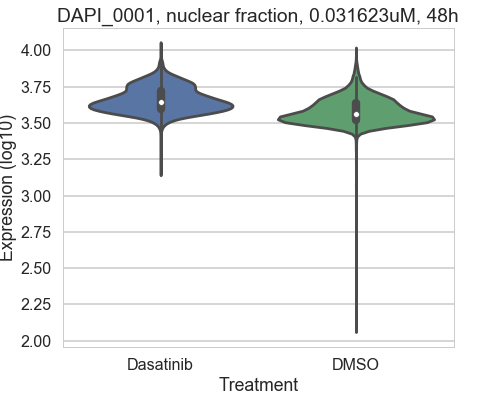 DAPI_0001, nuclear fraction, 0.031623uM, 48h
Expression (log10)
4.00
3.75
3.50
3.25
3.00
2.75
2.50
2.25
2.00
Dasatinib DMSO
Treatment